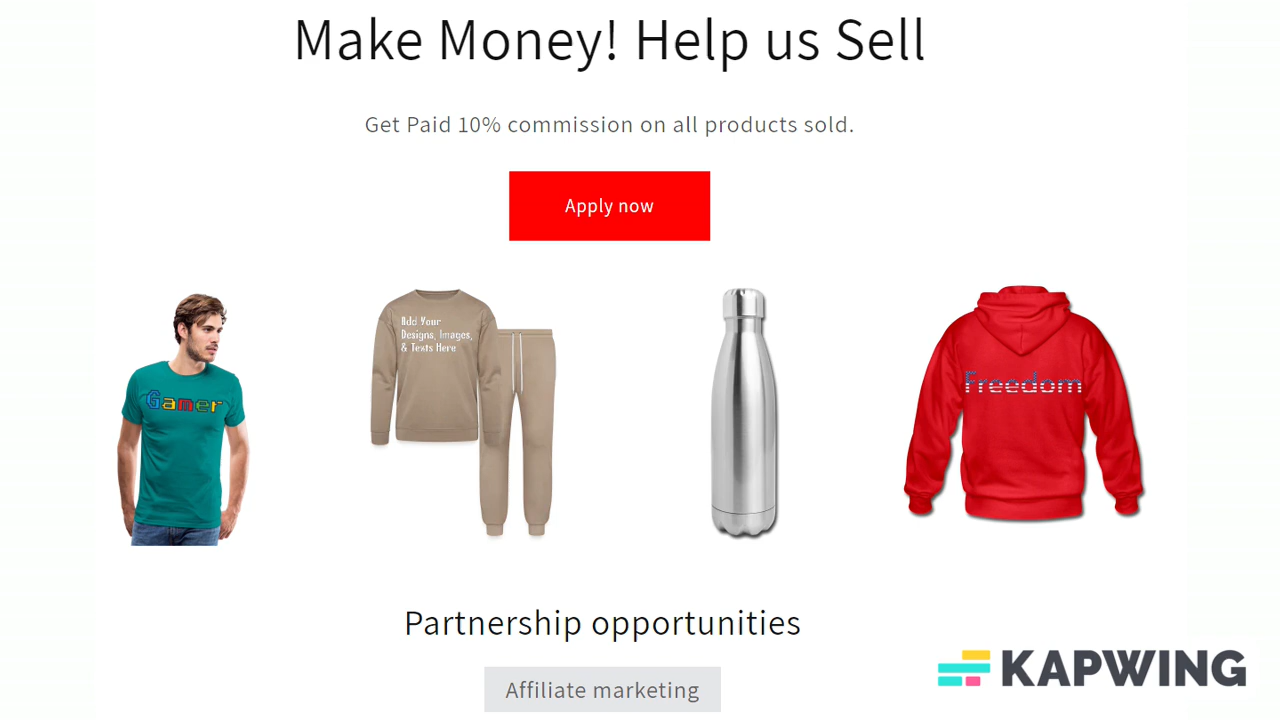 Make Money! Help us Sell
Get Paid 10% commission on all products sold.
Apply now
Gamer
Add Your
Designs, Images,
& Texts Here
Freedom
Partnership opportunities
Affiliate marketing
KAPWING